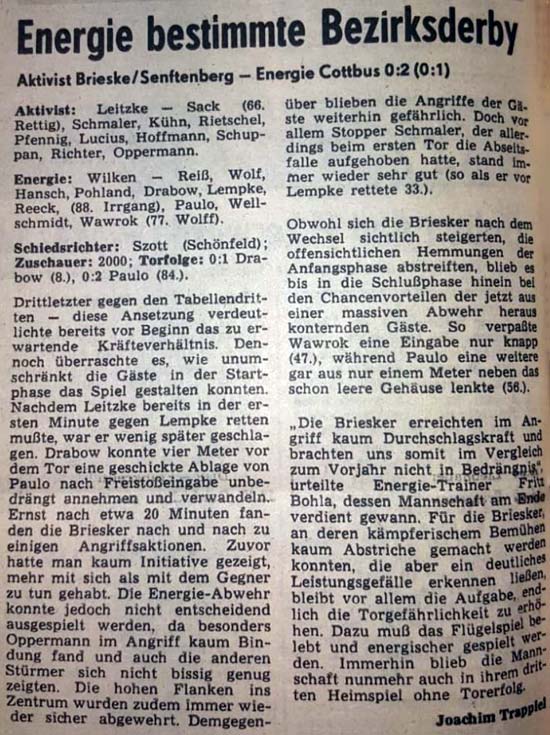 Energie bestimmte Bezirksderby
Aktivist Brieske/Senftenberg — Energie Cottbus 0:2 (0:1)
Aktivist: Leitzke — Sack (66.
Rettig), Schmaler, Kühn, Rietschel,
Pfennig, Lucius, Hoffmann, Schup-
pan, Richter, Oppermann.
Energie: Wilken — Reiß, Wolf,
Hansch, Pohland, Drabow, Lempke,
Reeck, (88. Irrgang), Paulo, Well-
schmidt, Wawrok (77. Wolff).
Schiedsrichter: Szott (Schönfeld);
Zuschauer: 2000; Torfolge: 0:1 Dra-
bow (8.), 0:2 Paulo (84.).
Drittletzter gegen den Tabellendrit-
ten — diese Ansetzung verdeut-
lichte bereits vor Beginn das zu er-
wartende Kräfteverhältnis. Den-
noch überraschte es, wie unum-
schränkt die Gäste in der Start-
phase das Spiel gestalten konnten.
Nachdem Leitzke bereits in der er-
sten Minute gegen Lempke retten
mußte, war er wenig später geschla-
gen. Drabow konnte vier Meter vor
dem Tor eine geschickte Ablage von
Paulo nach Freistoßeingabe unbe-
drängt annehmen und verwandeln.
Ernst nach etwa 20 Minuten fan-
den die Briesker nach und nach zu
einigen Angriffsaktionen. Zuvor
hatte man kaum Initiative gezeigt,
mehr mit sich als mit dem Gegner
zu tun gehabt. Die Energie-Abwehr
konnte jedoch nicht entscheidend
ausgespielt werden, da besonders
Oppermann im Angriff kaum Bin-
dung fand und auch die anderen
Stürmer sich nicht bissig genug
zeigten. Die hohen Flanken ins
Zentrum wurden zudem immer wie-
der sicher abgewehrt. Demgegen-
über blieben die Angriffe der Gä-
ste weiterhin gefährlich. Doch vor
allem Stopper Schmaler, der aller-
dings beim ersten Tor die Abseits-
falle aufgehoben hatte, stand im-
mer wieder sehr gut (so als er vor
Lempke rettete 33.).
Obwohl sich die Briesker nach dem
Wechsel sichtlich steigerten, die
offensichtlichen Hemmungen der
Anfangsphase abstreiften, blieb es
bis in die Schlußphase hinein bei
den Chancenvorteilen der jetzt aus
einer massiven Abwehr heraus
konternden Gäste. So verpaßte
Wawrok eine Eingabe nur knapp
(47.), während Paulo eine weitere
gar aus nur einem Meter neben das
schon leere Gehäuse lenkte (56.).
„Die Briesker erreichten im An-
griff kaum Durchschlagskraft und
brachten uns somit im Vergleich
zum Vorjahr nicht in Bedrängnis“,
urteilte Energie-Trainer Fritz
Bohla, dessen Mannschaft am Ende
verdient gewann. Für die Briesker,
an deren kämpferischem Bemühen
kaum Abstriche gemacht werden
konnten, die aber ein deutliches
Leistungsgefälle erkennen ließen,
bleibt vor allem die Aufgabe, end-
lich die Torgefährlichkeit zu erhö-
hen. Dazu muß das Flügelspiel be-
lebt und energischer gespielt wer-
den. Immerhin blieb die Mann-
schaft nunmehr auch in ihrem drit-
ten Heimspiel ohne Torerfolg.
Joachim Trappiel